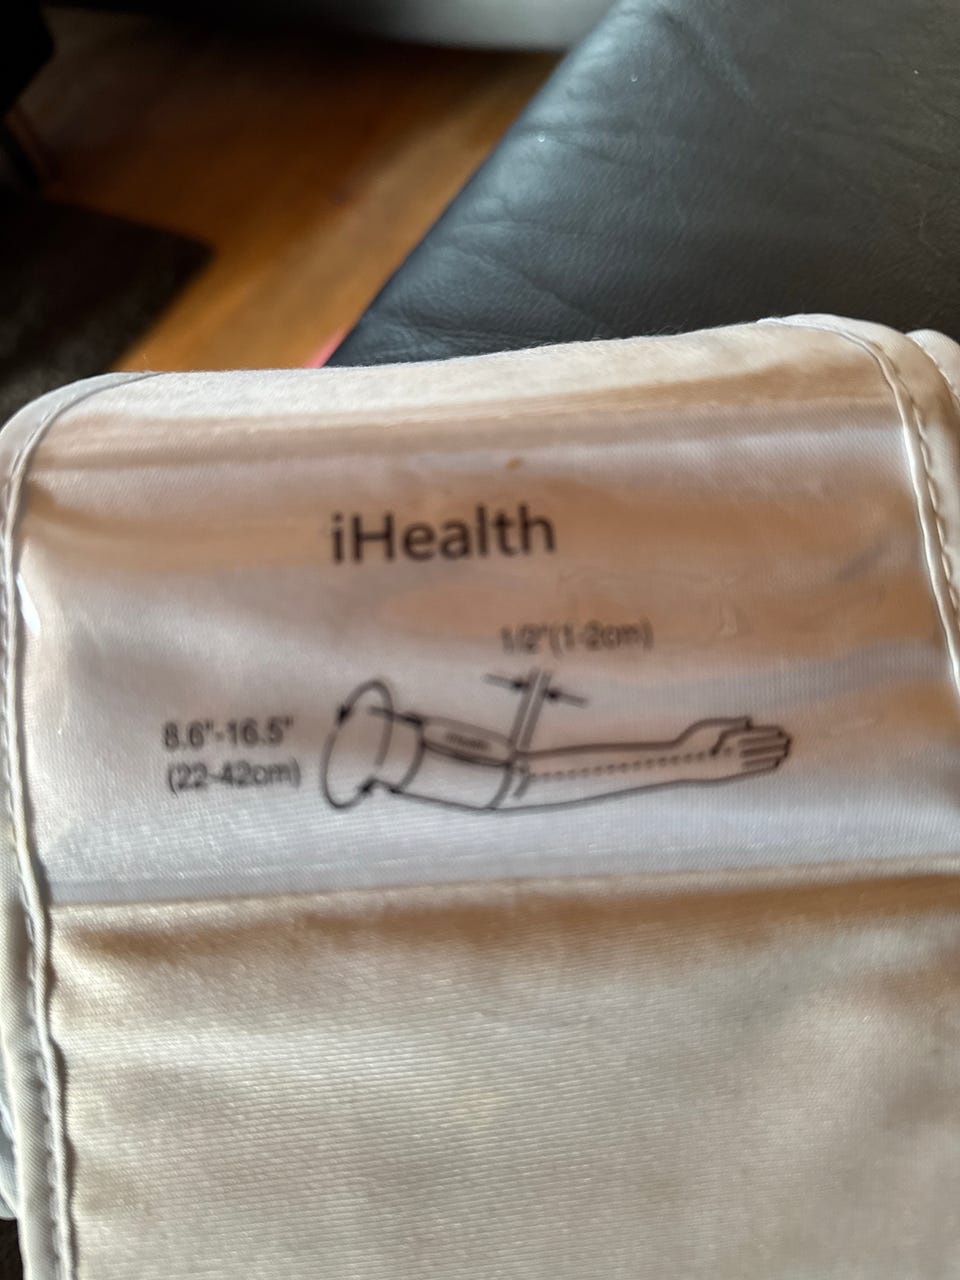 iHealth
1/2"(1-2cm)
8.6"-16.5"
(22-42cm)